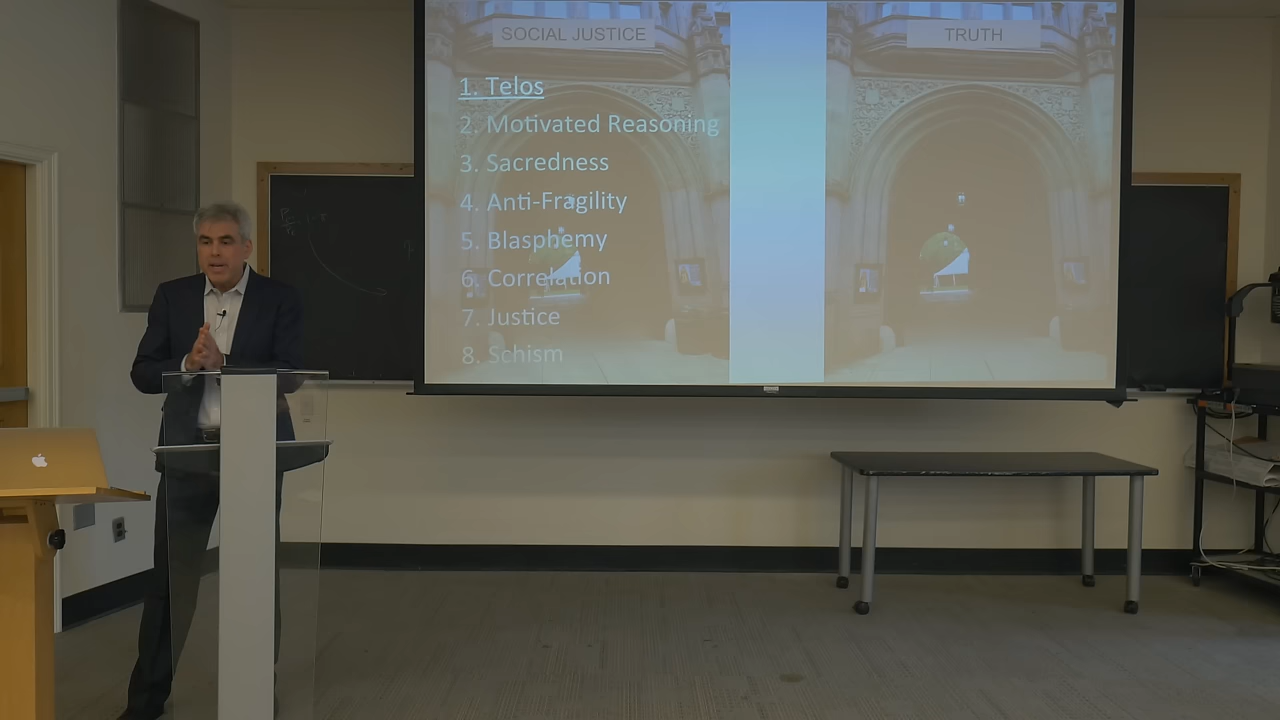 SOCIAL JUSTICE
TRUTH
1. Telos
2. Motivated Reasoning
3. Sacredness
4. Anti-Fragility
5. Blasphemy
6. Correlation
7. Justice
8. Schism